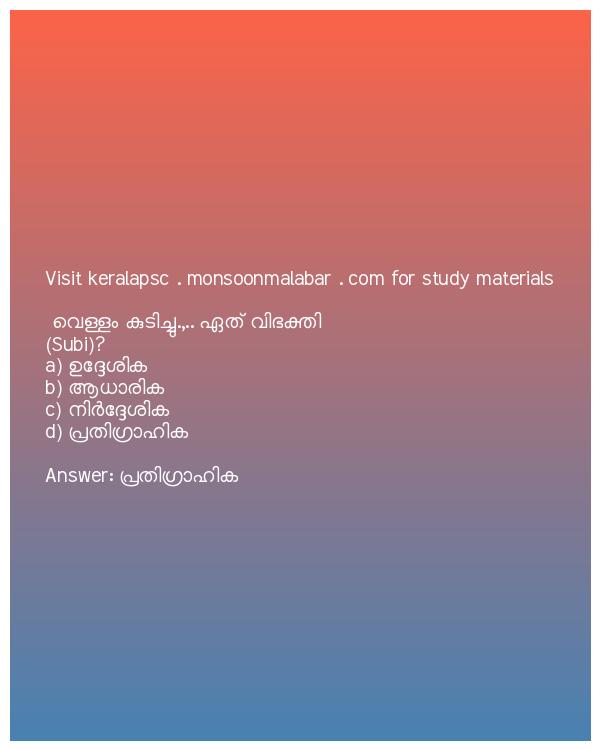 Visit keralapsc . monsoonmalabar . com for study materials
വെള്ളം കുടിച്ചു.,.. ഏത് വിഭക്തി
(Subi)?
a) ഉദ്ദേശിക
b) ആധാരിക
c) നിർദ്ദേശിക
d) പ്രതിഗ്രാഹിക
Answer: പ്രതിഗ്രാഹിക